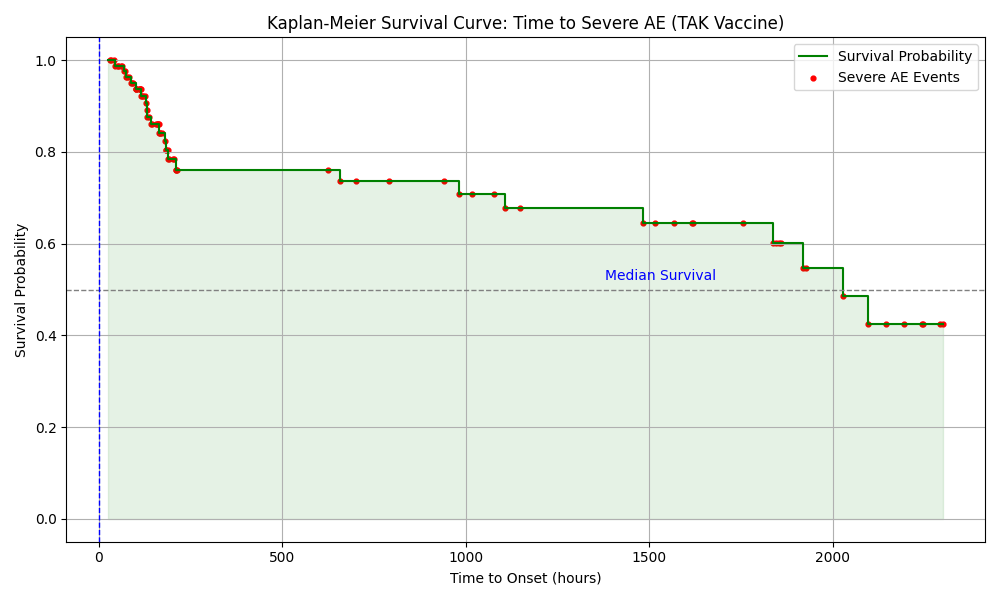 Kaplan-Meier Survival Curve: Time to Severe AE (TAK Vaccine)
Survival Probability
Severe AE Events
1.0
0.8
0.6
0.4
0.2
0.0
Survival Probability
Median Survival
0
500
1000
1500
2000
Time to Onset (hours)